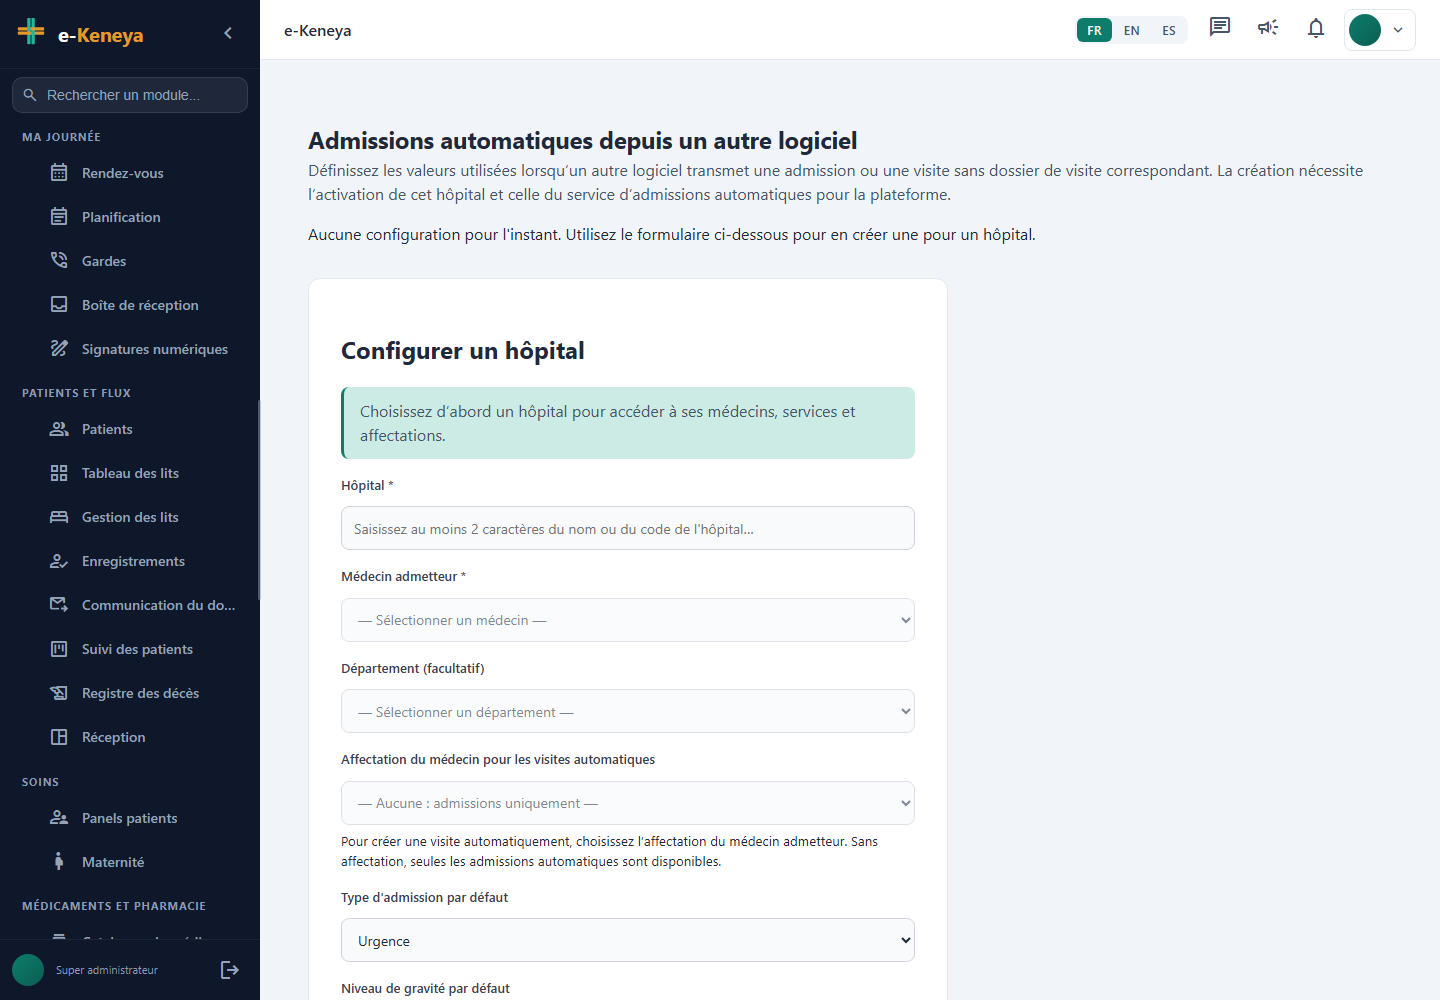 e-Keneya
Rechercher un module...
MA JOURNÉE
Rendez-vous
Planification
Gardes
Boîte de réception
Signatures numériques
PATIENTS ET FLUX
Patients
Tableau des lits
Gestion des lits
Enregistrements
Communication du do...
Suivi des patients
Registre des décès
Réception
SOINS
Panels patients
Maternité
MÉDICAMENTS ET PHARMACIE
Super administrateur
e-Keneya
FR EN ES
Admissions automatiques depuis un autre logiciel
Définissez les valeurs utilisées lorsqu’un autre logiciel transmet une admission ou une visite sans dossier de visite correspondant. La création nécessite
l’activation de cet hôpital et celle du service d’admissions automatiques pour la plateforme.
Aucune configuration pour l'instant. Utilisez le formulaire ci-dessous pour en créer une pour un hôpital.
Configurer un hôpital
Choisissez d’abord un hôpital pour accéder à ses médecins, services et
affectations.
Hôpital *
Saisissez au moins 2 caractères du nom ou du code de l'hôpital...
Médecin admetteur *
— Sélectionner un médecin —
Département (facultatif)
— Sélectionner un département —
Affectation du médecin pour les visites automatiques
— Aucune : admissions uniquement —
Pour créer une visite automatiquement, choisissez l’affectation du médecin admetteur. Sans
affectation, seules les admissions automatiques sont disponibles.
Type d'admission par défaut
Urgence
Niveau de gravité par défaut